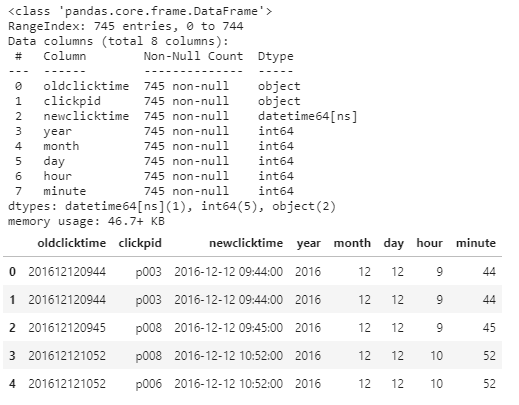 <class 'pandas.core.frame.DataFrame'>
RangeIndex: 745 entries, 0 to 744
Data columns (total 8 columns):
 #   Column        Non-Null Count  Dtype
---  ------        --------------  -----
 0   oldclicktime  745 non-null    object
 1   clickpid      745 non-null    object
 2   newclicktime  745 non-null    datetime64[ns]
 3   year          745 non-null    int64
 4   month         745 non-null    int64
 5   day           745 non-null    int64
 6   hour          745 non-null    int64
 7   minute        745 non-null    int64
dtypes: datetime64[ns](1), int64(5), object(2)
memory usage: 46.7+ KB
oldclicktime clickpid newclicktime year month day hour minute
0 201612120944 p003 2016-12-12 09:44:00 2016 12 12 9 44
1 201612120944 p003 2016-12-12 09:44:00 2016 12 12 9 44
2 201612120945 p008 2016-12-12 09:45:00 2016 12 12 9 45
3 201612121052 p008 2016-12-12 10:52:00 2016 12 12 10 52
4 201612121052 p006 2016-12-12 10:52:00 2016 12 12 10 52